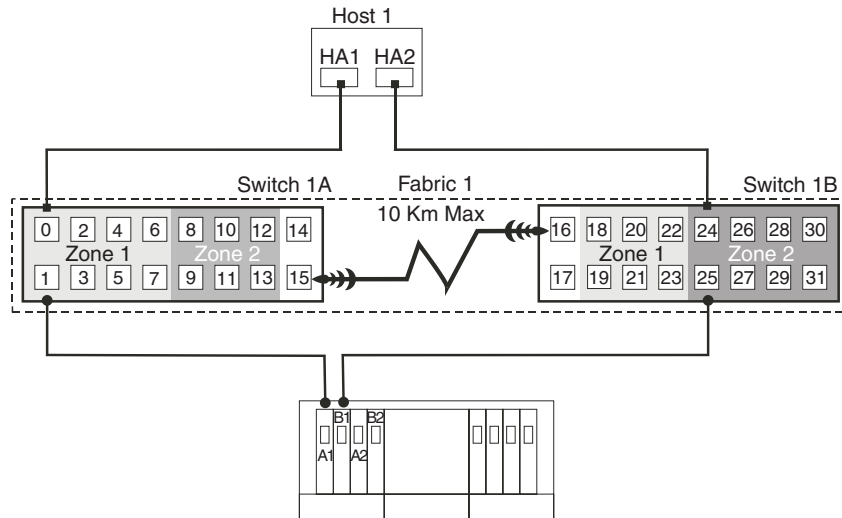 Host 1
HA1 HA2
Switch 1A Fabric 1 Switch 1B
10 Km Max
0 2 4 6 8 10 12 14 16 18 20 22 24 26 28 30
Zone 1 Zone 2 Zone 1 Zone 2
1 3 5 7 9 11 13 15 17 19 21 23 25 27 29 31
B1 B2
A1 A2